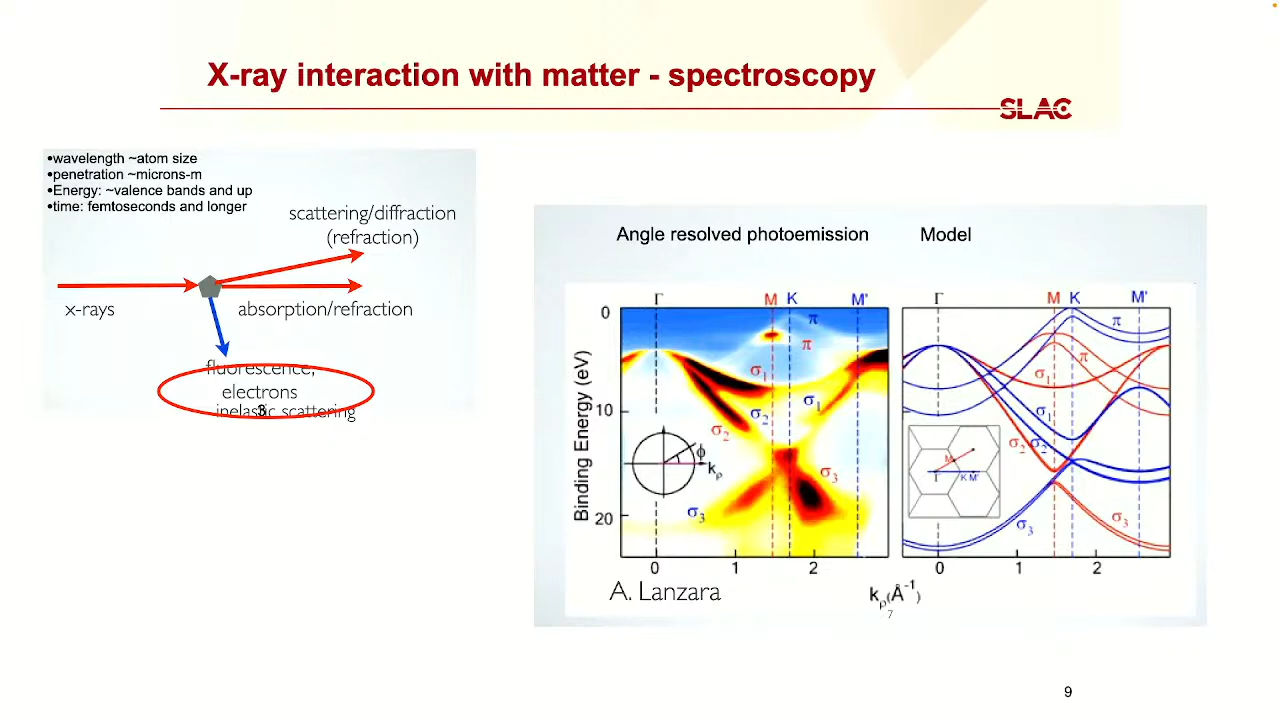 X-ray interaction with matter - spectroscopy
SLAC
•wavelength ~atom size
•penetration ~microns-m
•Energy: ~valence bands and up
•time: femtoseconds and longer
scattering/diffraction
(refraction)
x-rays
absorption/refraction
fluorescence,
electrons
3
inelastic scattering
Angle resolved photoemission
Model
Γ M K M'
Γ M K M'
Binding Energy (eV)
0
10
20
π
π
σ1
σ2
σ1
σ2
ϕ
kρ
σ3
σ3
0 1 2
π
π
σ1
σ1
σ2 σ2
M
Γ K M'
σ3
σ3
0 1 2
A. Lanzara
kρ(Å-1)
7
9